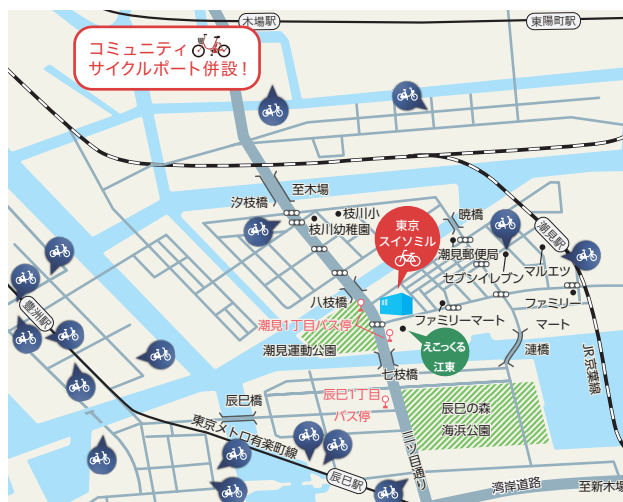 木場駅
東陽町駅
コミュニティ
サイクルポート併設!
汐枝橋
至木場
枝川小
枝川幼稚園
東京
スイソミル
暁橋
潮見郵便局
潮見駅
セブンイレブン
マルエツ
八枝橋
ファミリーマート
ファミリー
マート
潮見1丁目バス停
潮見運動公園
えこっくる
江東
漣橋
豊洲駅
七枝橋
JR京葉線
辰巳橋
辰巳1丁目
バス停
辰巳の森
海浜公園
東京メトロ有楽町線
三ツ目通り
辰巳駅
湾岸道路
至新木場